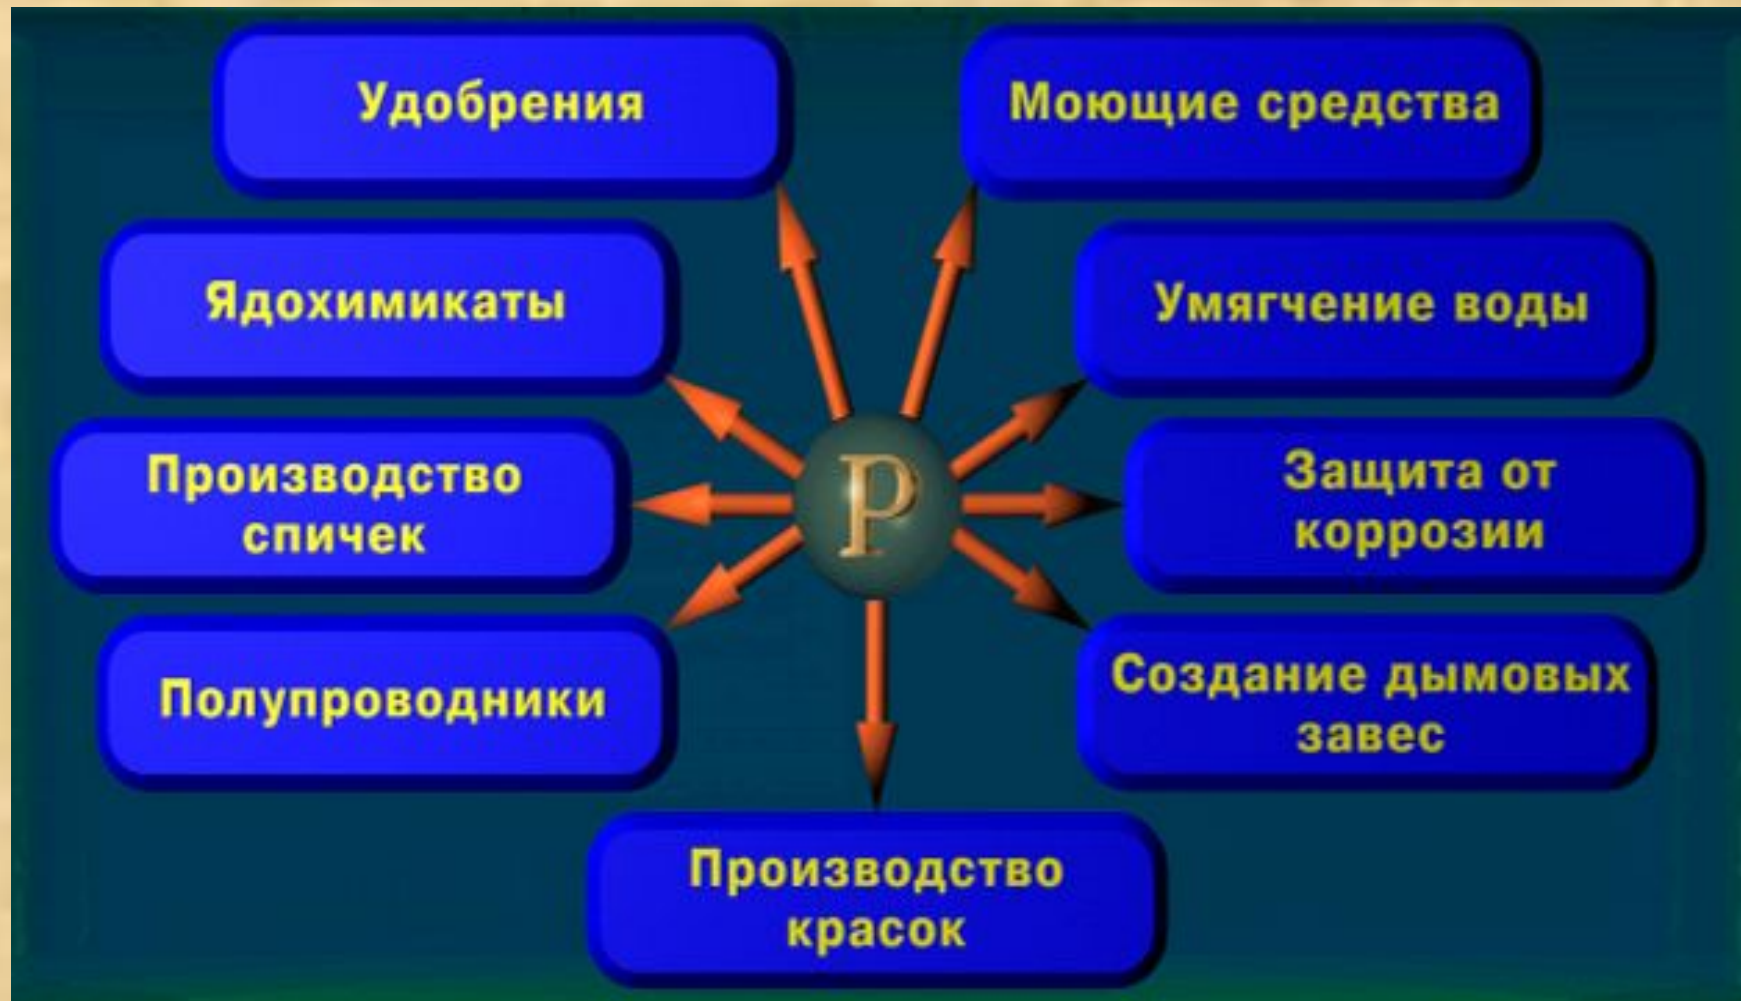 Удобрения
Моющие средства
Ядохимикаты
Умягчение воды
Производство
спичек
P
Защита от
коррозии
Полупроводники
Создание дымовых
завес
Производство
красок